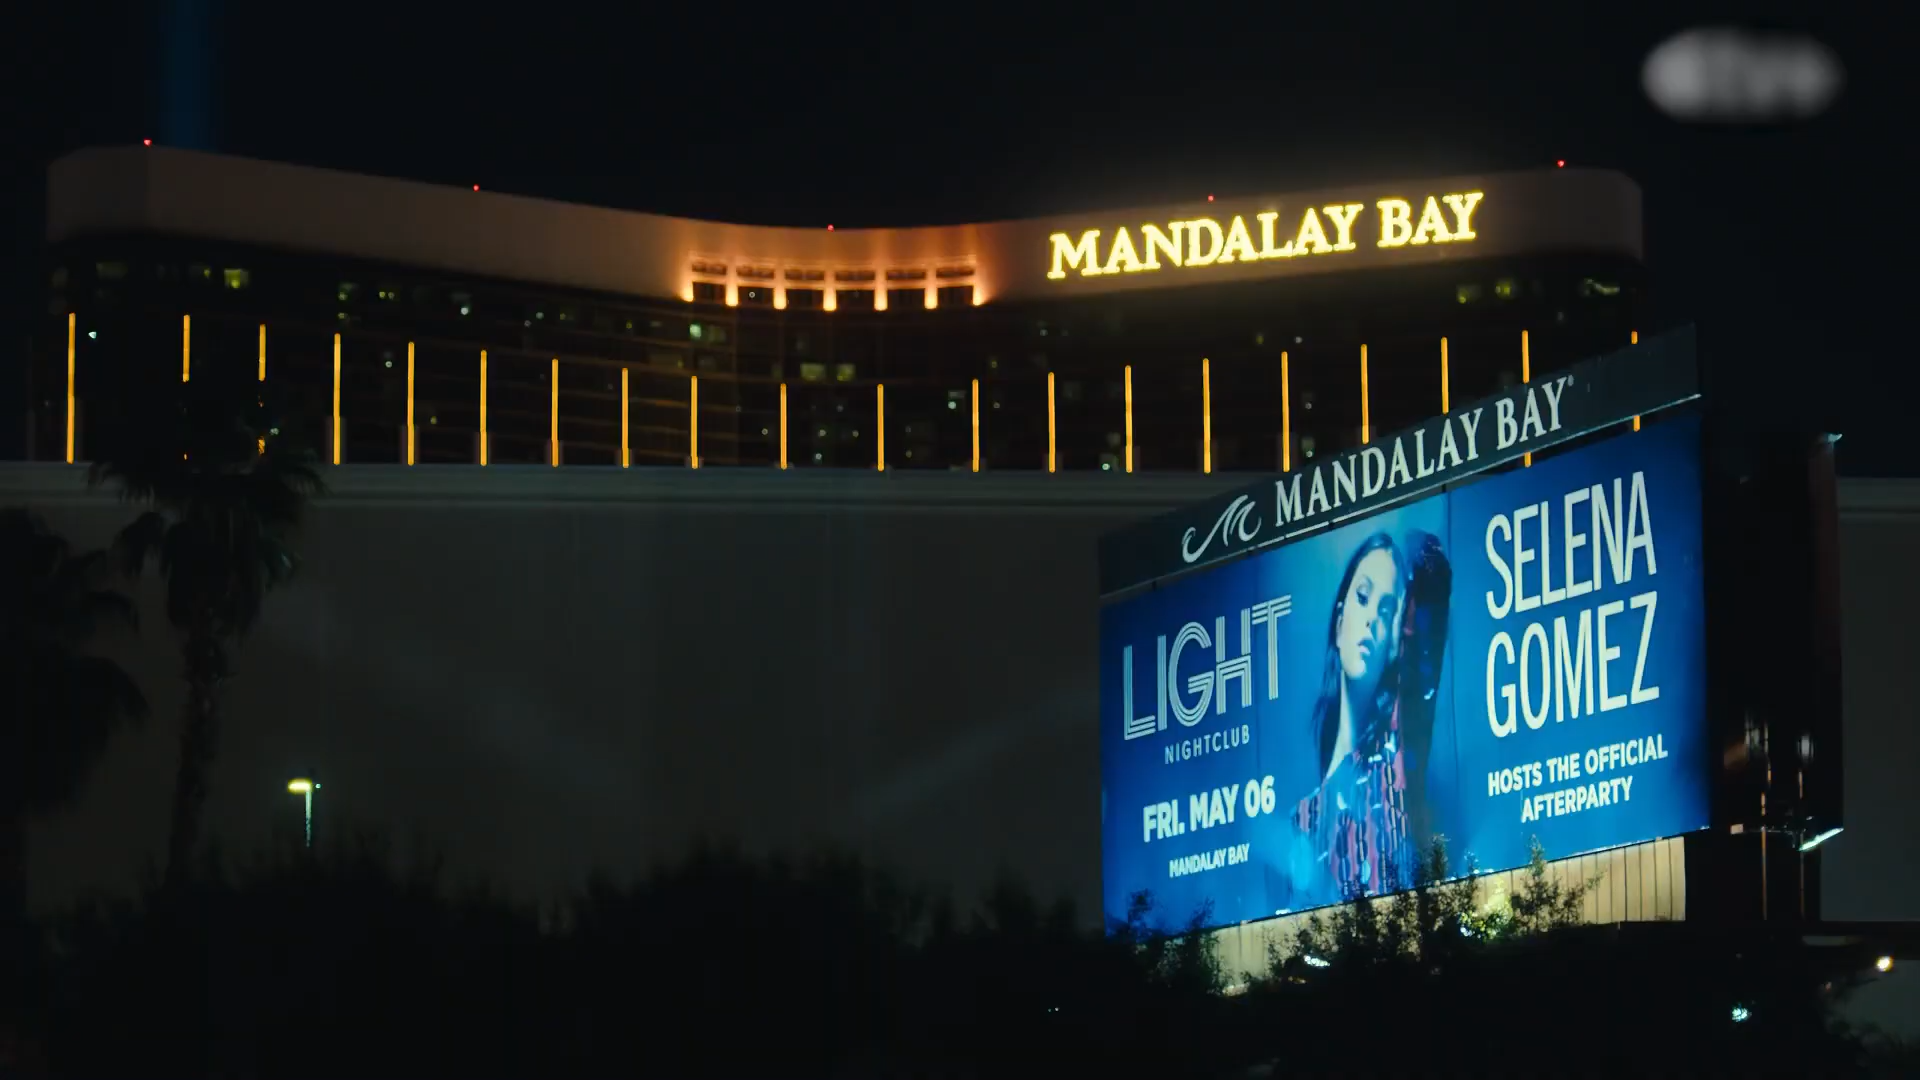 MANDALAY BAY
MANDALAY BAY
LIGHT
NIGHTCLUB
FRI. MAY 06
MANDALAY BAY
SELENA
GOMEZ
HOSTS THE OFFICIAL
AFTERPARTY